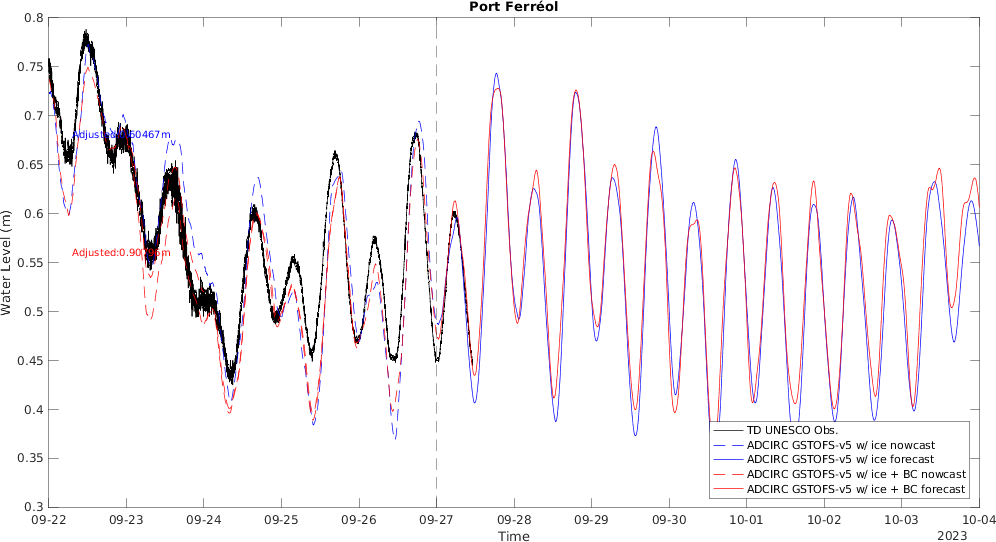 Port Ferréol
Water Level (m)
0.8
0.75
0.7
0.65
0.6
0.55
0.5
0.45
0.4
0.35
0.3
TD UNESCO Obs.
ADCIRC GSTOFS-v5 w/ ice nowcast
ADCIRC GSTOFS-v5 w/ ice forecast
ADCIRC GSTOFS-v5 w/ ice + BC nowcast
ADCIRC GSTOFS-v5 w/ ice + BC forecast
09-22 09-23 09-24 09-25 09-26 09-27 09-28 09-29 09-30 10-01 10-02 10-03 10-04
Time
2023